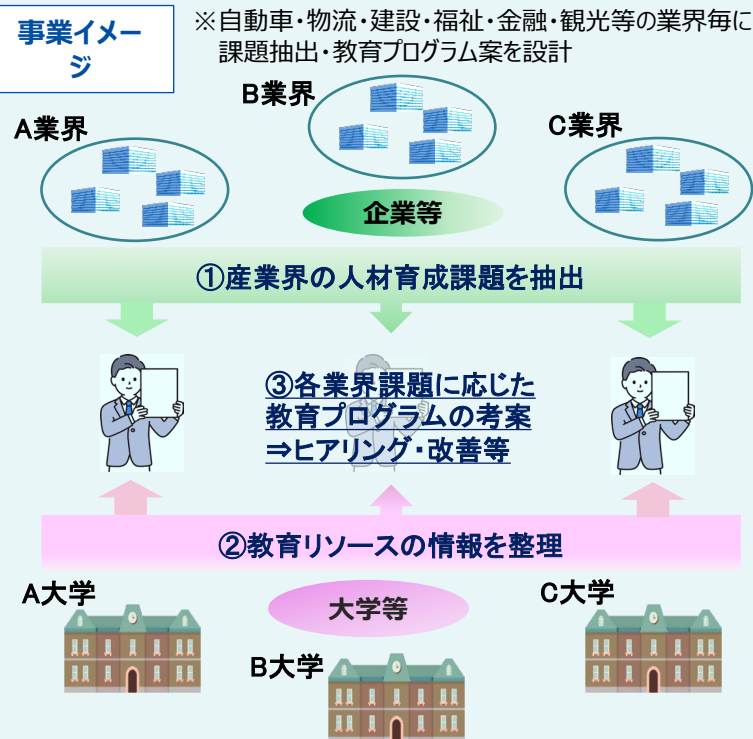 事業イメー
ジ
※自動車・物流・建設・福祉・金融・観光等の業界毎に
課題抽出・教育プログラム案を設計
B業界
A業界
C業界
企業等
①産業界の人材育成課題を抽出
③各業界課題に応じた
教育プログラムの考案
⇒ヒアリング・改善等
②教育リソースの情報を整理
A大学
大学等
C大学
B大学